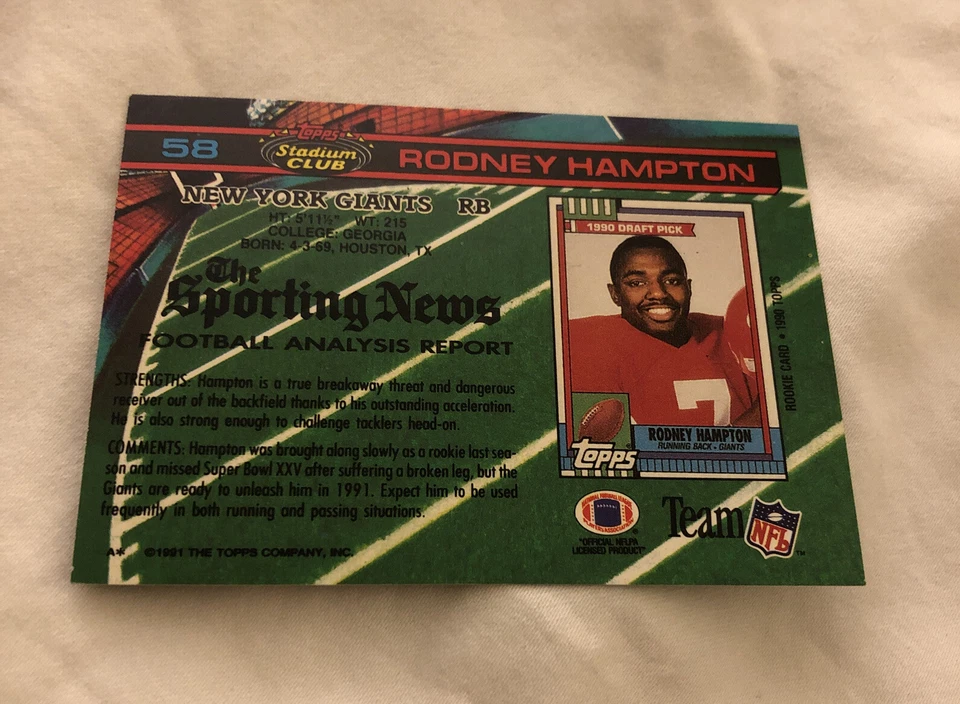 58
Topps
Stadium
CLUB
RODNEY HAMPTON
NEW YORK GIANTS RB
HT: 5'11½" WT: 215
COLLEGE: GEORGIA
BORN: 4-3-69, HOUSTON, TX
The
Sporting News
FOOTBALL ANALYSIS REPORT
STRENGTHS: Hampton is a true breakaway threat and dangerous
receiver out of the backfield thanks to his outstanding acceleration.
He is also strong enough to challenge tacklers head-on.
COMMENTS: Hampton was brought along slowly as a rookie last sea-
son and missed Super Bowl XXV after suffering a broken leg, but the
Giants are ready to unleash him in 1991. Expect him to be used
frequently in both running and passing situations.
A* ©1991 THE TOPPS COMPANY, INC.
1990 DRAFT PICK
7
RODNEY HAMPTON
RUNNING BACK - GIANTS
topps
ROOKIE CARD • 1990 TOPPS
"OFFICIAL NFLPA
LICENSED PRODUCT"
Team NFL
TM